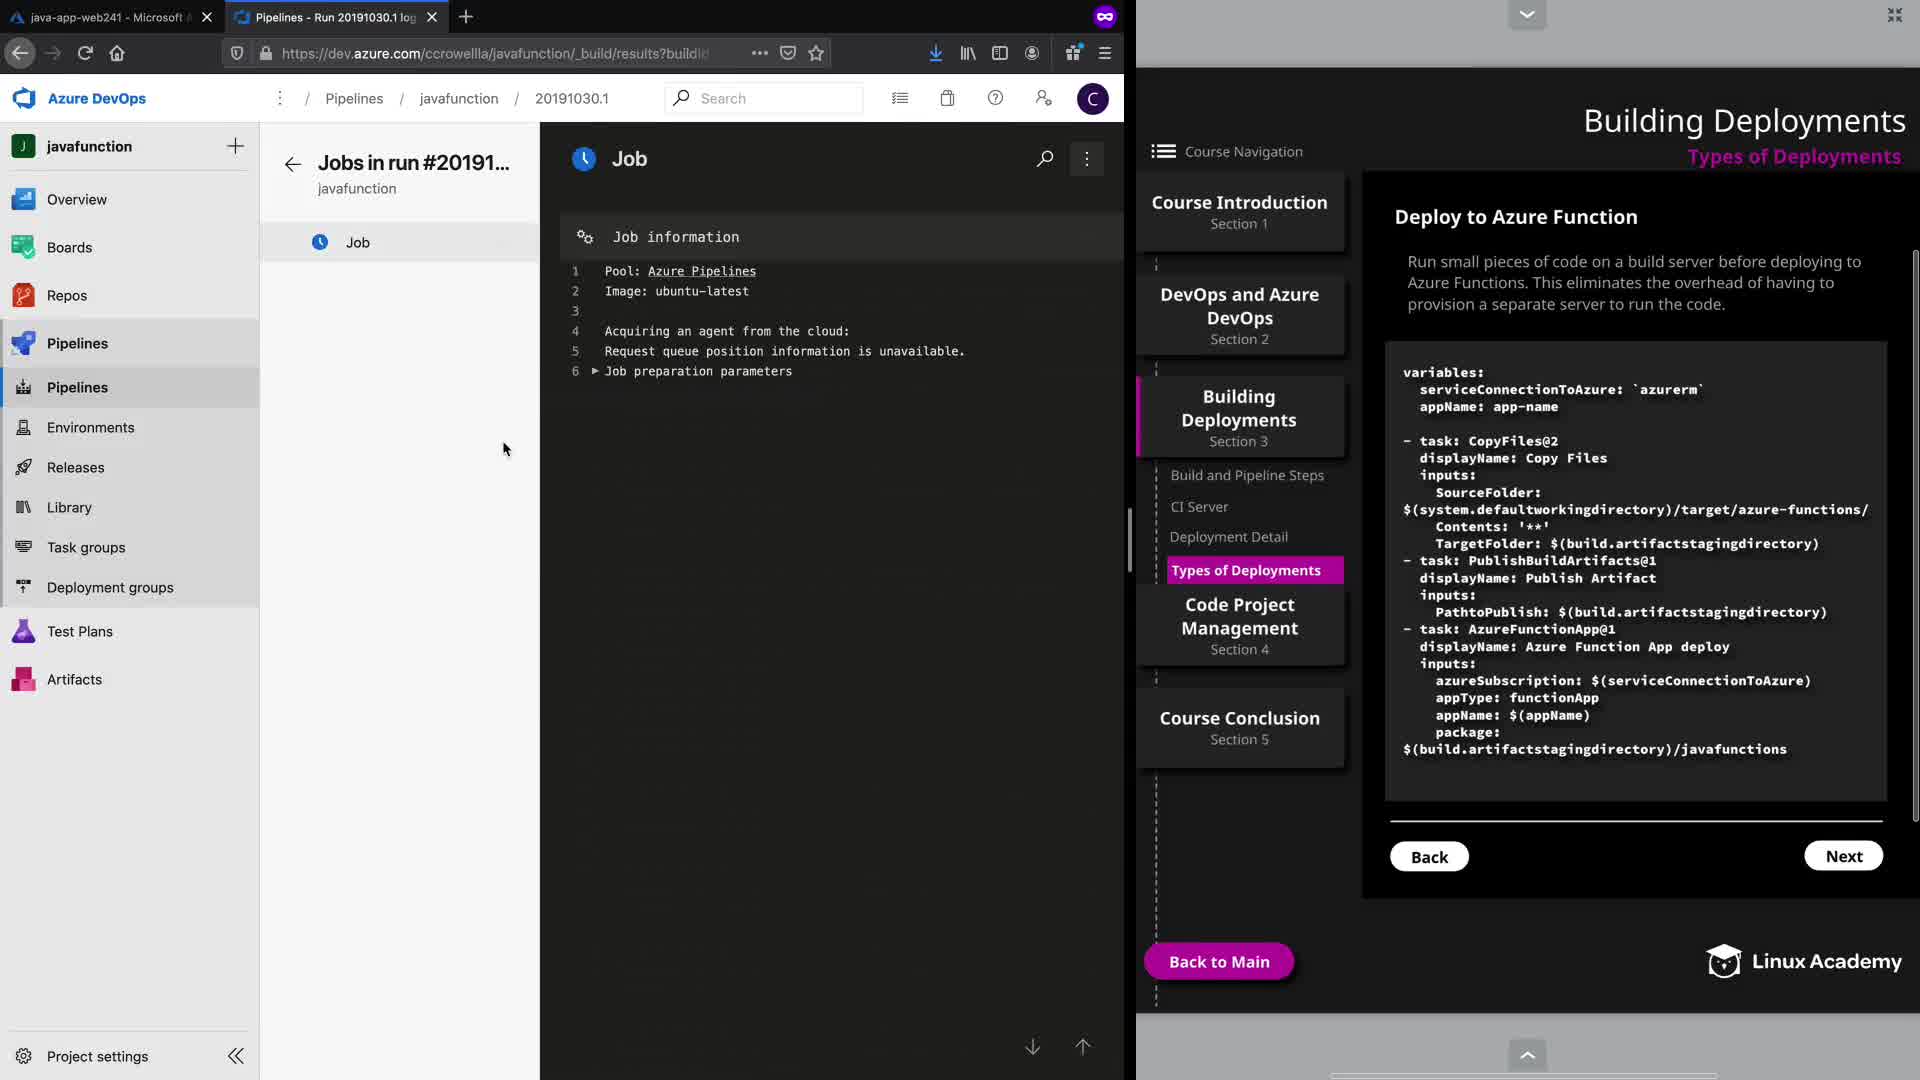 java-app-web241 - Microsoft A
Pipelines - Run 20191030.1 log
https://dev.azure.com/ccrowellla/javafunction/_build/results?buildId
Azure DevOps
/ Pipelines / javafunction / 20191030.1
Search
C
J javafunction
Overview
Boards
Repos
Pipelines
Pipelines
Environments
Releases
Library
Task groups
Deployment groups
Test Plans
Artifacts
Project settings
Jobs in run #20191...
javafunction
Job
Job
Job information
1 Pool: Azure Pipelines
2 Image: ubuntu-latest
3
4 Acquiring an agent from the cloud:
5 Request queue position information is unavailable.
6 Job preparation parameters
Building Deployments
Types of Deployments
Course Navigation
Course Introduction
Section 1
DevOps and Azure
DevOps
Section 2
Building
Deployments
Section 3
Build and Pipeline Steps
CI Server
Deployment Detail
Types of Deployments
Code Project
Management
Section 4
Course Conclusion
Section 5
Back to Main
Deploy to Azure Function
Run small pieces of code on a build server before deploying to
Azure Functions. This eliminates the overhead of having to
provision a separate server to run the code.
variables:
serviceConnectionToAzure: `azurerm`
appName: app-name
- task: CopyFiles@2
displayName: Copy Files
inputs:
SourceFolder:
$(system.defaultworkingdirectory)/target/azure-functions/
Contents: '**'
TargetFolder: $(build.artifactstagingdirectory)
- task: PublishBuildArtifacts@1
displayName: Publish Artifact
inputs:
PathtoPublish: $(build.artifactstagingdirectory)
- task: AzureFunctionApp@1
displayName: Azure Function App deploy
inputs:
azureSubscription: $(serviceConnectionToAzure)
appType: functionApp
appName: $(appName)
package:
$(build.artifactstagingdirectory)/javafunctions
Back
Next
Linux Academy